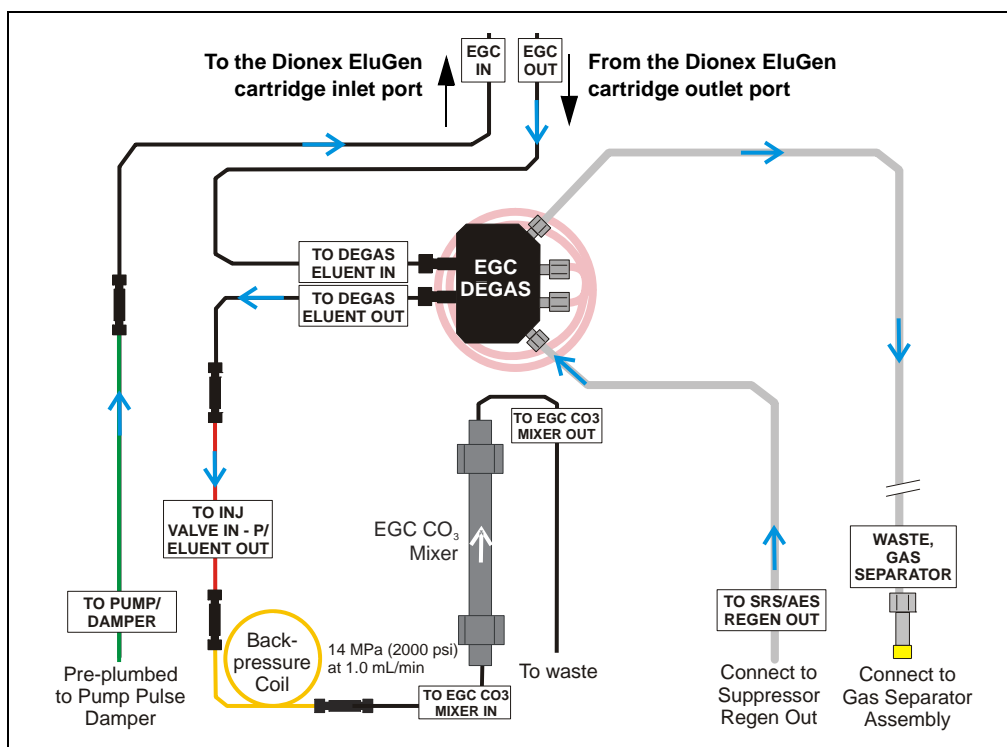 To the Dionex EluGen
cartridge inlet port
EGC
IN
EGC
OUT
From the Dionex EluGen
cartridge outlet port
TO DEGAS
ELUENT IN
TO DEGAS
ELUENT OUT
EGC
DEGAS
TO EGC CO3
MIXER OUT
EGC CO₃
Mixer
TO INJ
VALVE IN - P/
ELUENT OUT
WASTE,
GAS
SEPARATOR
TO PUMP/
DAMPER
TO SRS/AES
REGEN OUT
Back-
pressure
Coil
14 MPa (2000 psi)
at 1.0 mL/min
TO EGC CO3
MIXER IN
To waste
Pre-plumbed
to Pump Pulse
Damper
Connect to
Suppressor
Regen Out
Connect to
Gas Separator
Assembly